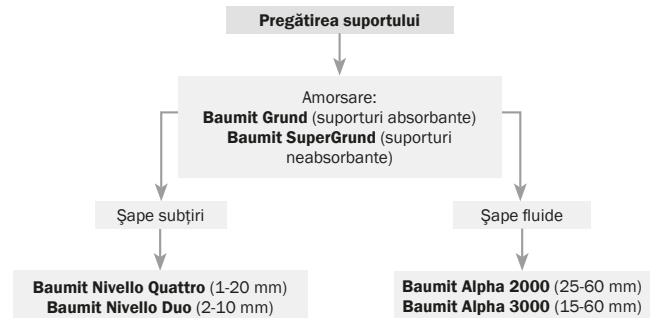 Pregătirea suportului
Amorsare:
Baumit Grund (suporturi absorbante)
Baumit SuperGrund (suporturi
neabsorbante)
Şape subțiri
Şape fluide
Baumit Nivello Quattro (1-20 mm)
Baumit Nivello Duo (2-10 mm)
Baumit Alpha 2000 (25-60 mm)
Baumit Alpha 3000 (15-60 mm)